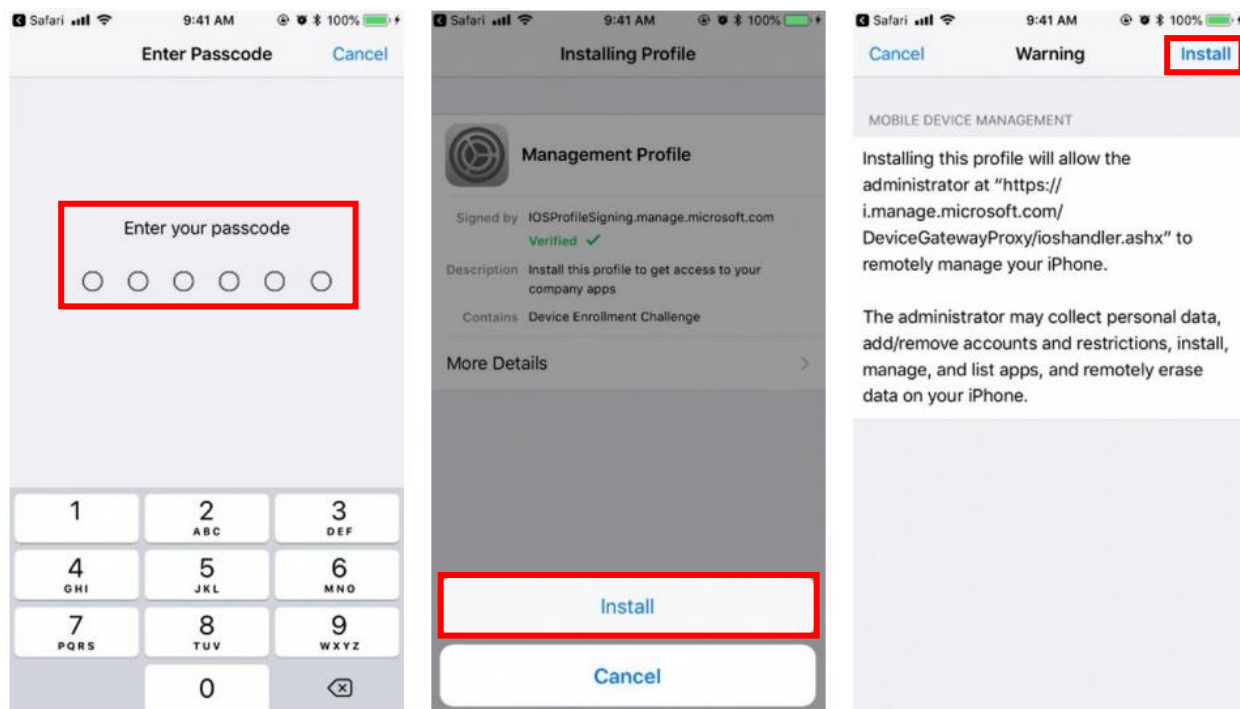 Safari 9:41 AM 100%
Enter Passcode Cancel
Enter your passcode
1
2
ABC
3
DEF
4
GHI
5
JKL
6
MNO
7
PQRS
8
TUV
9
WXYZ
0
Safari 9:41 AM 100%
Installing Profile
Management Profile
Signed by IOSProfileSigning.manage.microsoft.com
Verified ✓
Description Install this profile to get access to your
company apps
Contains Device Enrollment Challenge
More Details
Install
Cancel
Safari 9:41 AM 100%
Cancel Warning Install
MOBILE DEVICE MANAGEMENT
Installing this profile will allow the
administrator at “https://
i.manage.microsoft.com/
DeviceGatewayProxy/ioshandler.ashx” to
remotely manage your iPhone.
The administrator may collect personal data,
add/remove accounts and restrictions, install,
manage, and list apps, and remotely erase
data on your iPhone.